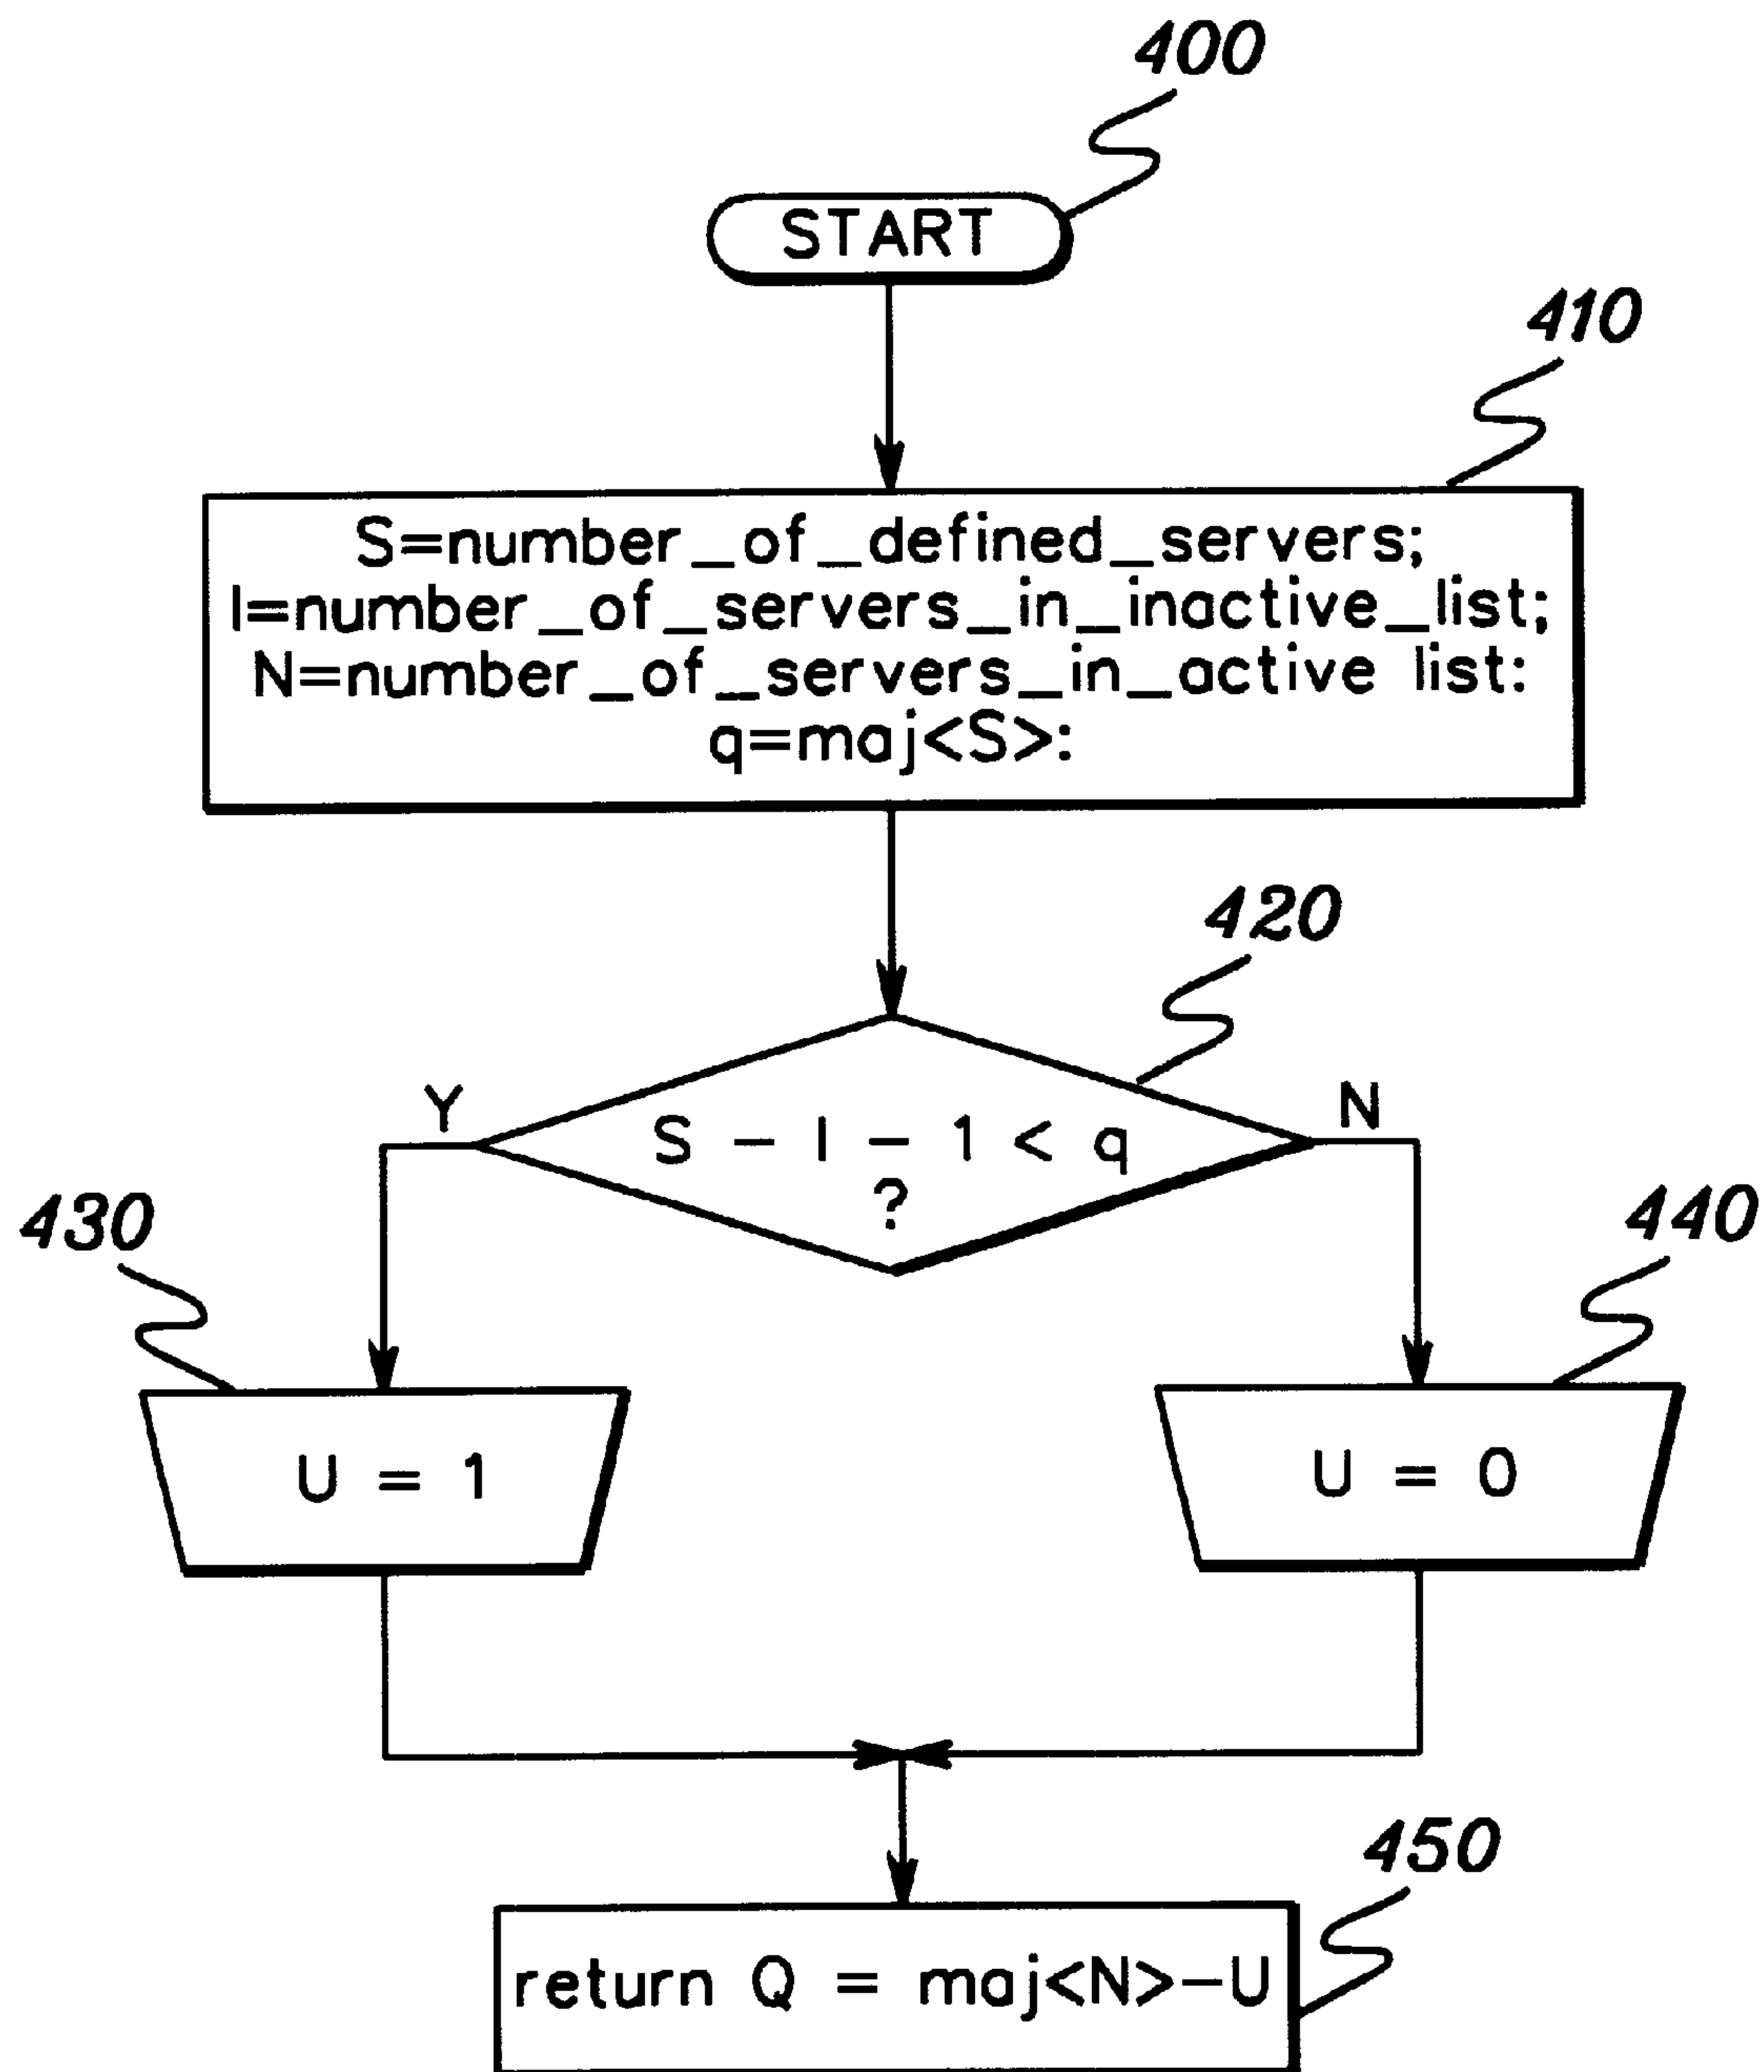 400
START
410
S=number_of_defined_servers;
I=number_of_servers_in_inactive_list;
N=number_of_servers_in_active list:
q=maj<S>:
420
Y
N
S - I - 1 < q
?
430
440
U = 1
U = 0
450
return Q = maj<N>-U